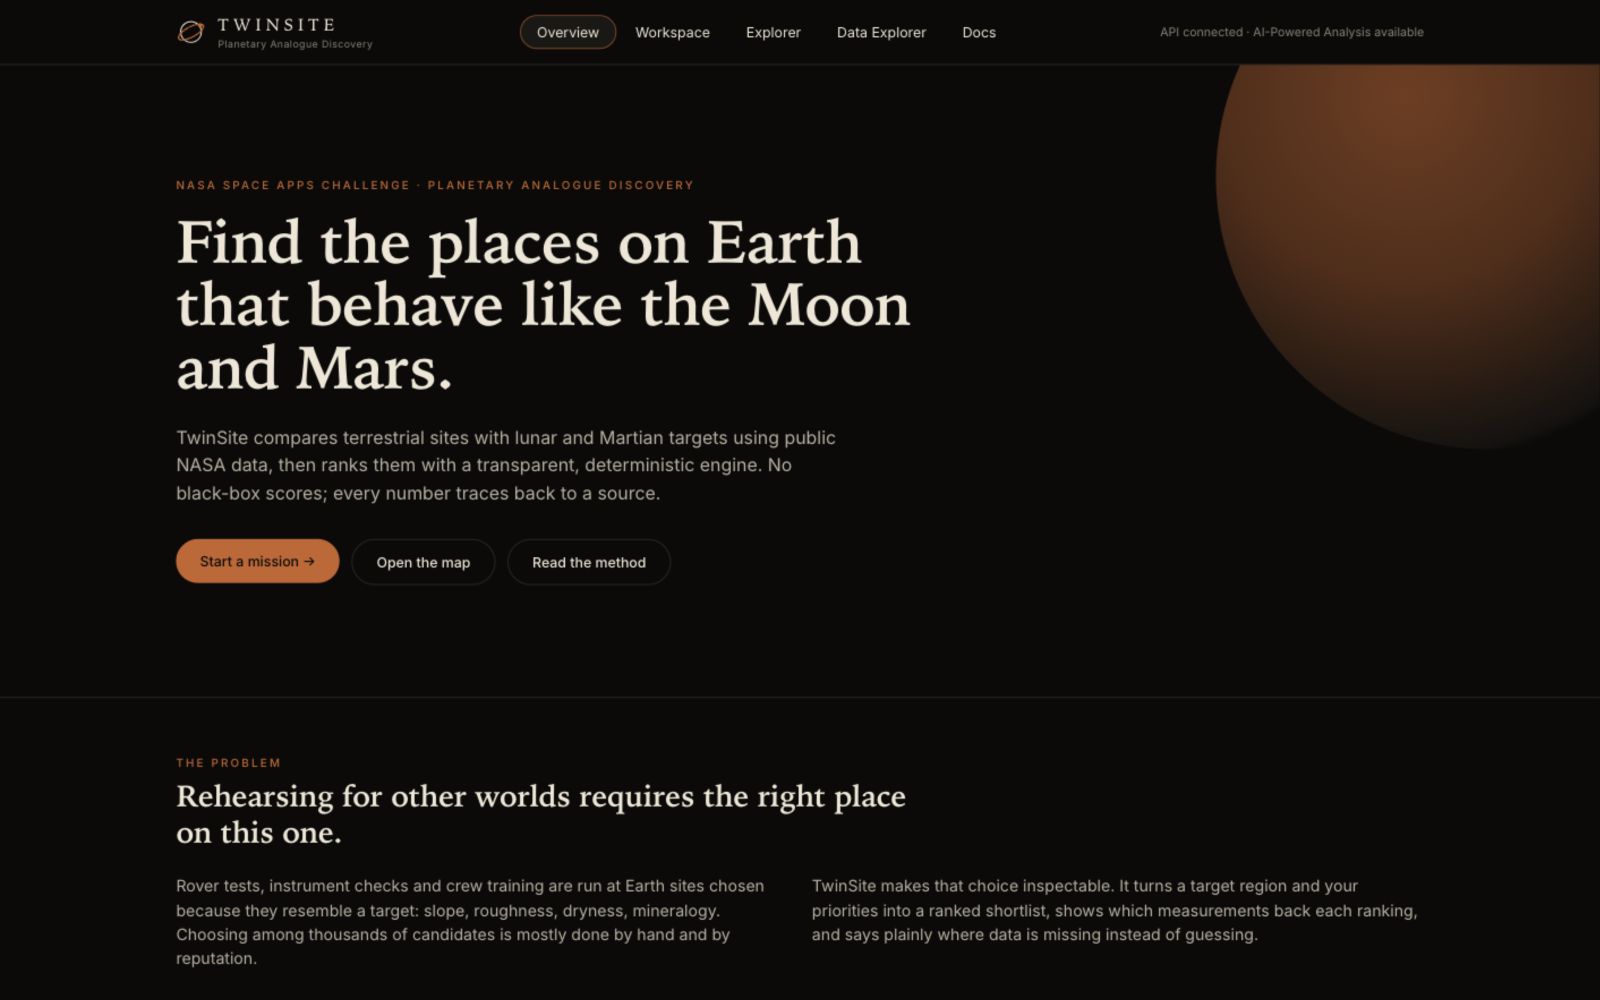 TWINSITE
Planetary Analogue Discovery
Overview
Workspace
Explorer
Data Explorer
Docs
API connected · AI-Powered Analysis available
NASA SPACE APPS CHALLENGE · PLANETARY ANALOGUE DISCOVERY
Find the places on Earth
that behave like the Moon
and Mars.
TwinSite compares terrestrial sites with lunar and Martian targets using public
NASA data, then ranks them with a transparent, deterministic engine. No
black-box scores; every number traces back to a source.
Start a mission →
Open the map
Read the method
THE PROBLEM
Rehearsing for other worlds requires the right place
on this one.
Rover tests, instrument checks and crew training are run at Earth sites chosen
because they resemble a target: slope, roughness, dryness, mineralogy.
Choosing among thousands of candidates is mostly done by hand and by
reputation.
TwinSite makes that choice inspectable. It turns a target region and your
priorities into a ranked shortlist, shows which measurements back each ranking,
and says plainly where data is missing instead of guessing.